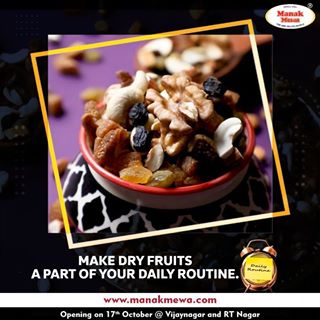 Manak
Mewa
MAKE DRY FRUITS
A PART OF YOUR DAILY ROUTINE.
Daily
Routine
www.manakmewa.com
Opening on 17th October @ Vijaynagar and RT Nagar